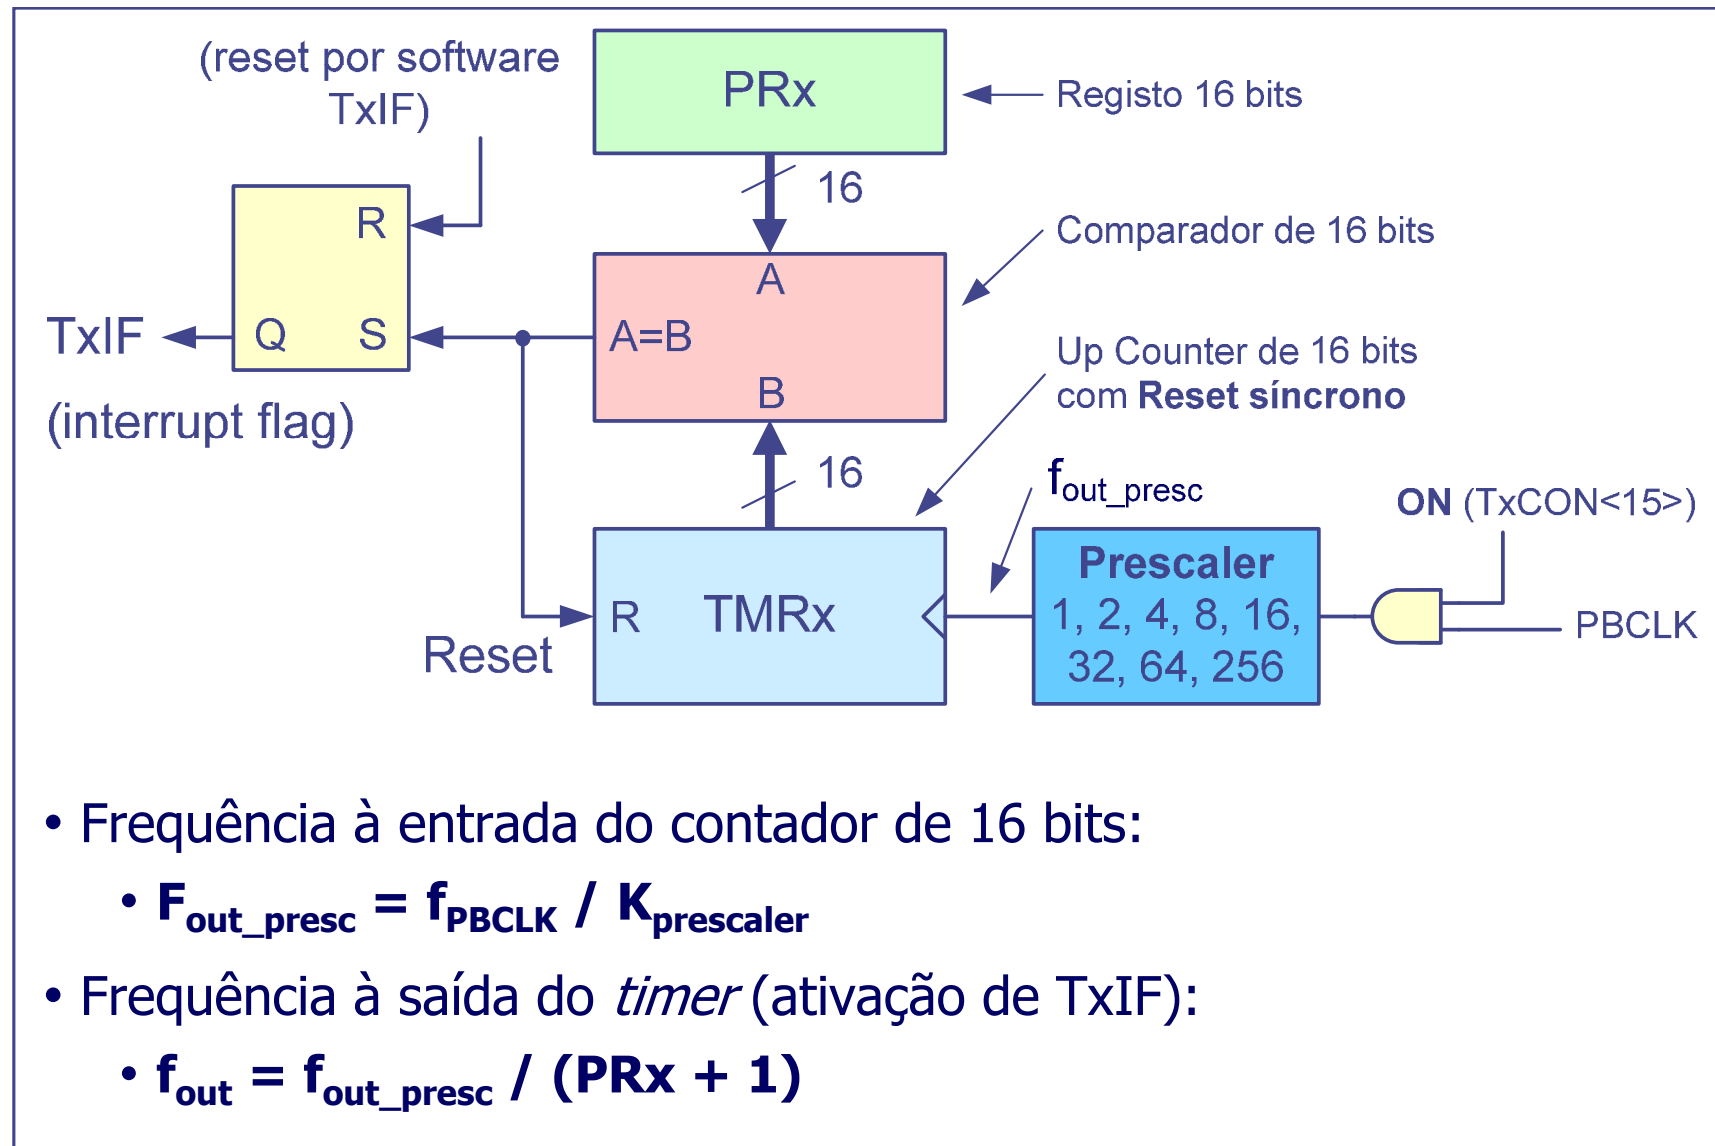 (reset por software
TxIF)
PRx
Registo 16 bits
16
R
Comparador de 16 bits
A
TxIF
Q
S
A=B
B
Up Counter de 16 bits
com Reset síncrono
(interrupt flag)
16
fout_presc
ON (TxCON<15>)
Prescaler
1, 2, 4, 8, 16,
32, 64, 256
R
TMRx
PBCLK
Reset
• Frequência à entrada do contador de 16 bits:
• Fout_presc = fPBCLK / Kprescaler
• Frequência à saída do timer (ativação de TxIF):
• fout = fout_presc / (PRx + 1)